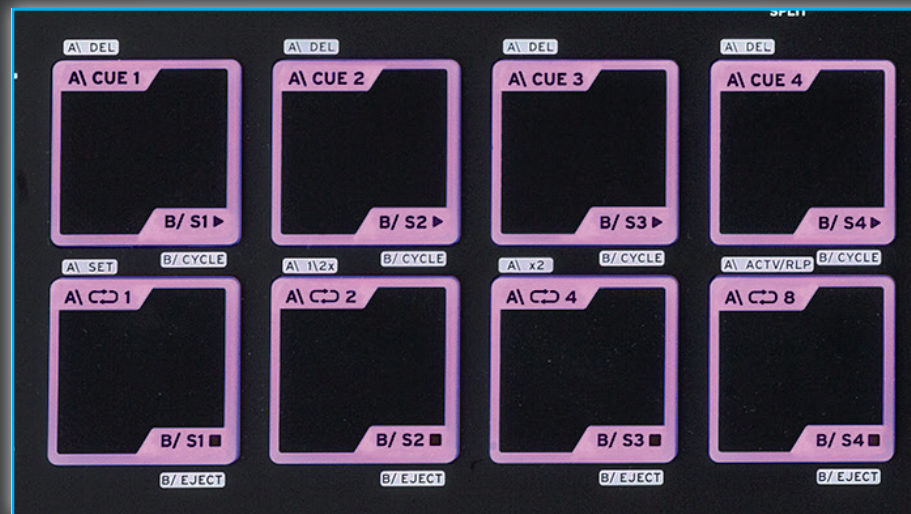 SPLIT
A\ DEL A\ DEL A\ DEL A\ DEL
A\ CUE 1 A\ CUE 2 A\ CUE 3 A\ CUE 4
B/ S1 ▶ B/ S2 ▶ B/ S3 ▶ B/ S4 ▶
B/ CYCLE B/ CYCLE B/ CYCLE B/ CYCLE
A\ SET A\ 1\2x A\ x2 A\ ACTV/RLP
A\ 1 A\ 2 A\ 4 A\ 8
B/ S1 ■ B/ S2 ■ B/ S3 ■ B/ S4 ■
B/ EJECT B/ EJECT B/ EJECT B/ EJECT